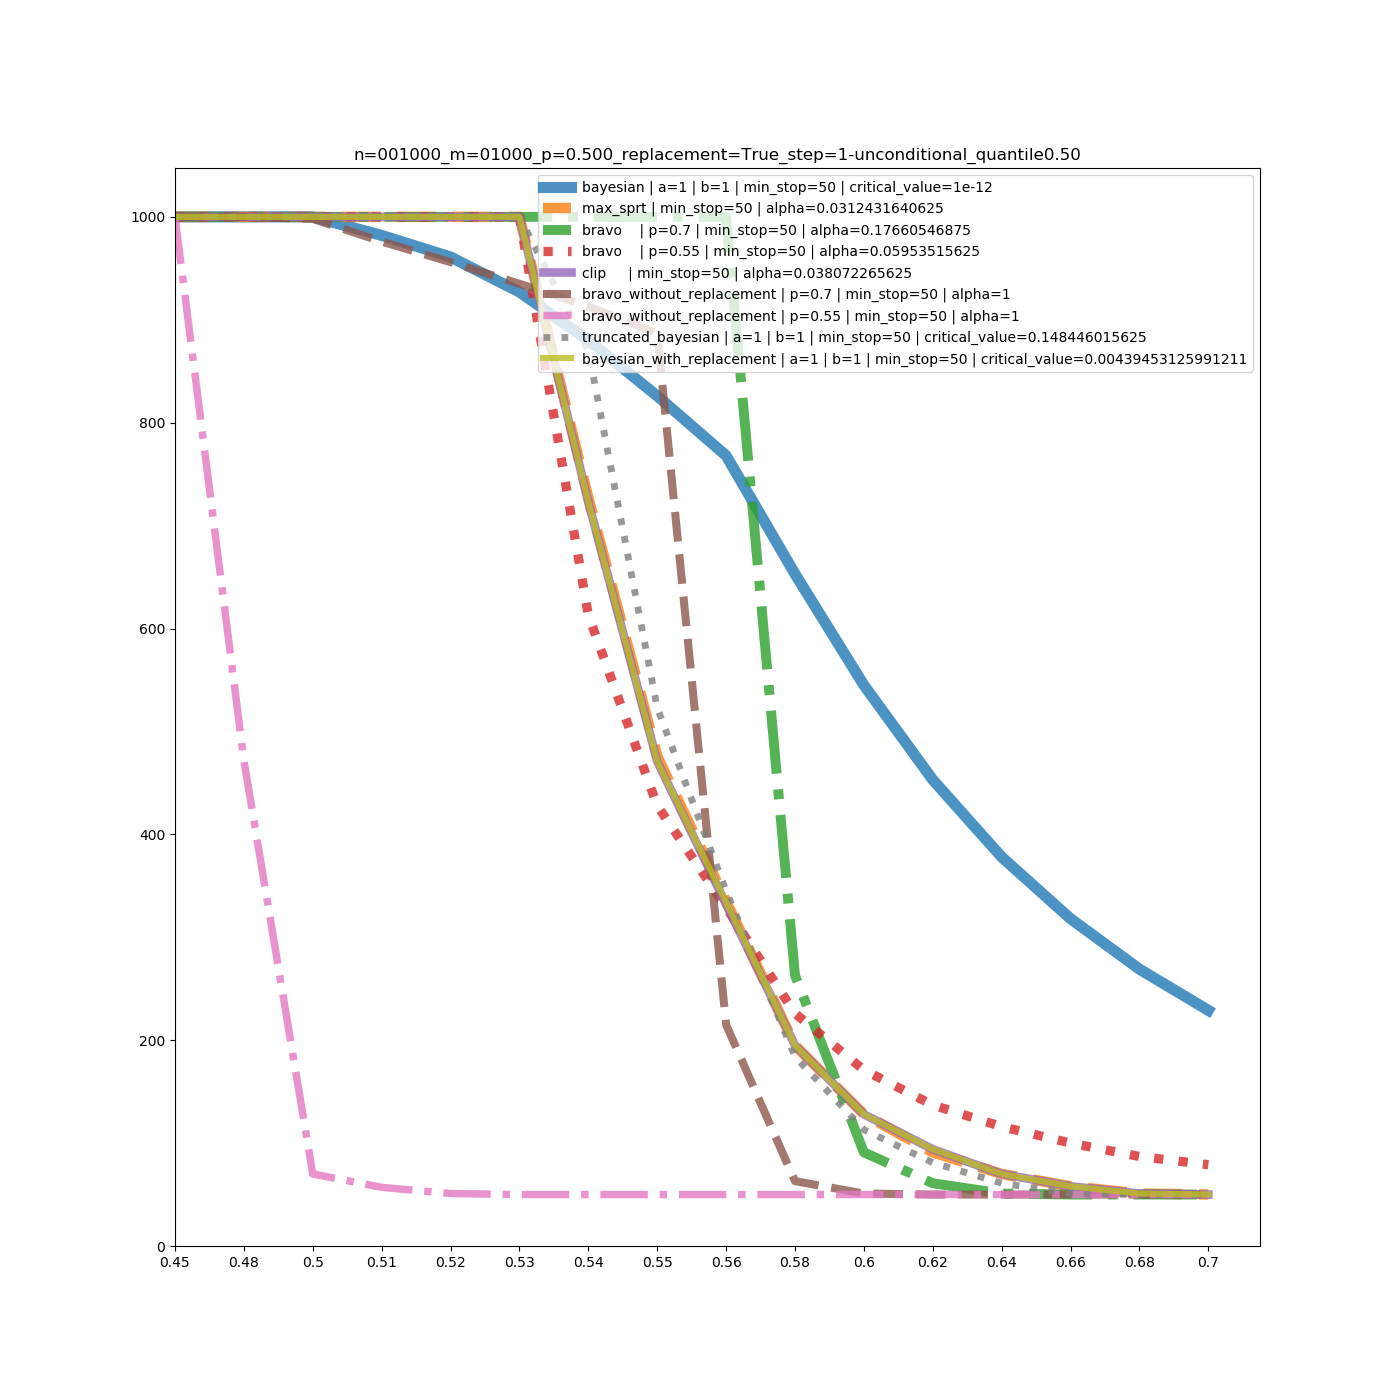 n=001000_m=01000_p=0.500_replacement=True_step=1-unconditional_quantile0.50
bayesian | a=1 | b=1 | min_stop=50 | critical_value=1e-12
max_sprt | min_stop=50 | alpha=0.0312431640625
bravo    | p=0.7 | min_stop=50 | alpha=0.17660546875
bravo    | p=0.55 | min_stop=50 | alpha=0.05953515625
clip     | min_stop=50 | alpha=0.038072265625
bravo_without_replacement | p=0.7 | min_stop=50 | alpha=1
bravo_without_replacement | p=0.55 | min_stop=50 | alpha=1
truncated_bayesian | a=1 | b=1 | min_stop=50 | critical_value=0.148446015625
bayesian_with_replacement | a=1 | b=1 | min_stop=50 | critical_value=0.00439453125991211
1000
800
600
400
200
0
0.45 0.48 0.5 0.51 0.52 0.53 0.54 0.55 0.56 0.58 0.6 0.62 0.64 0.66 0.68 0.7